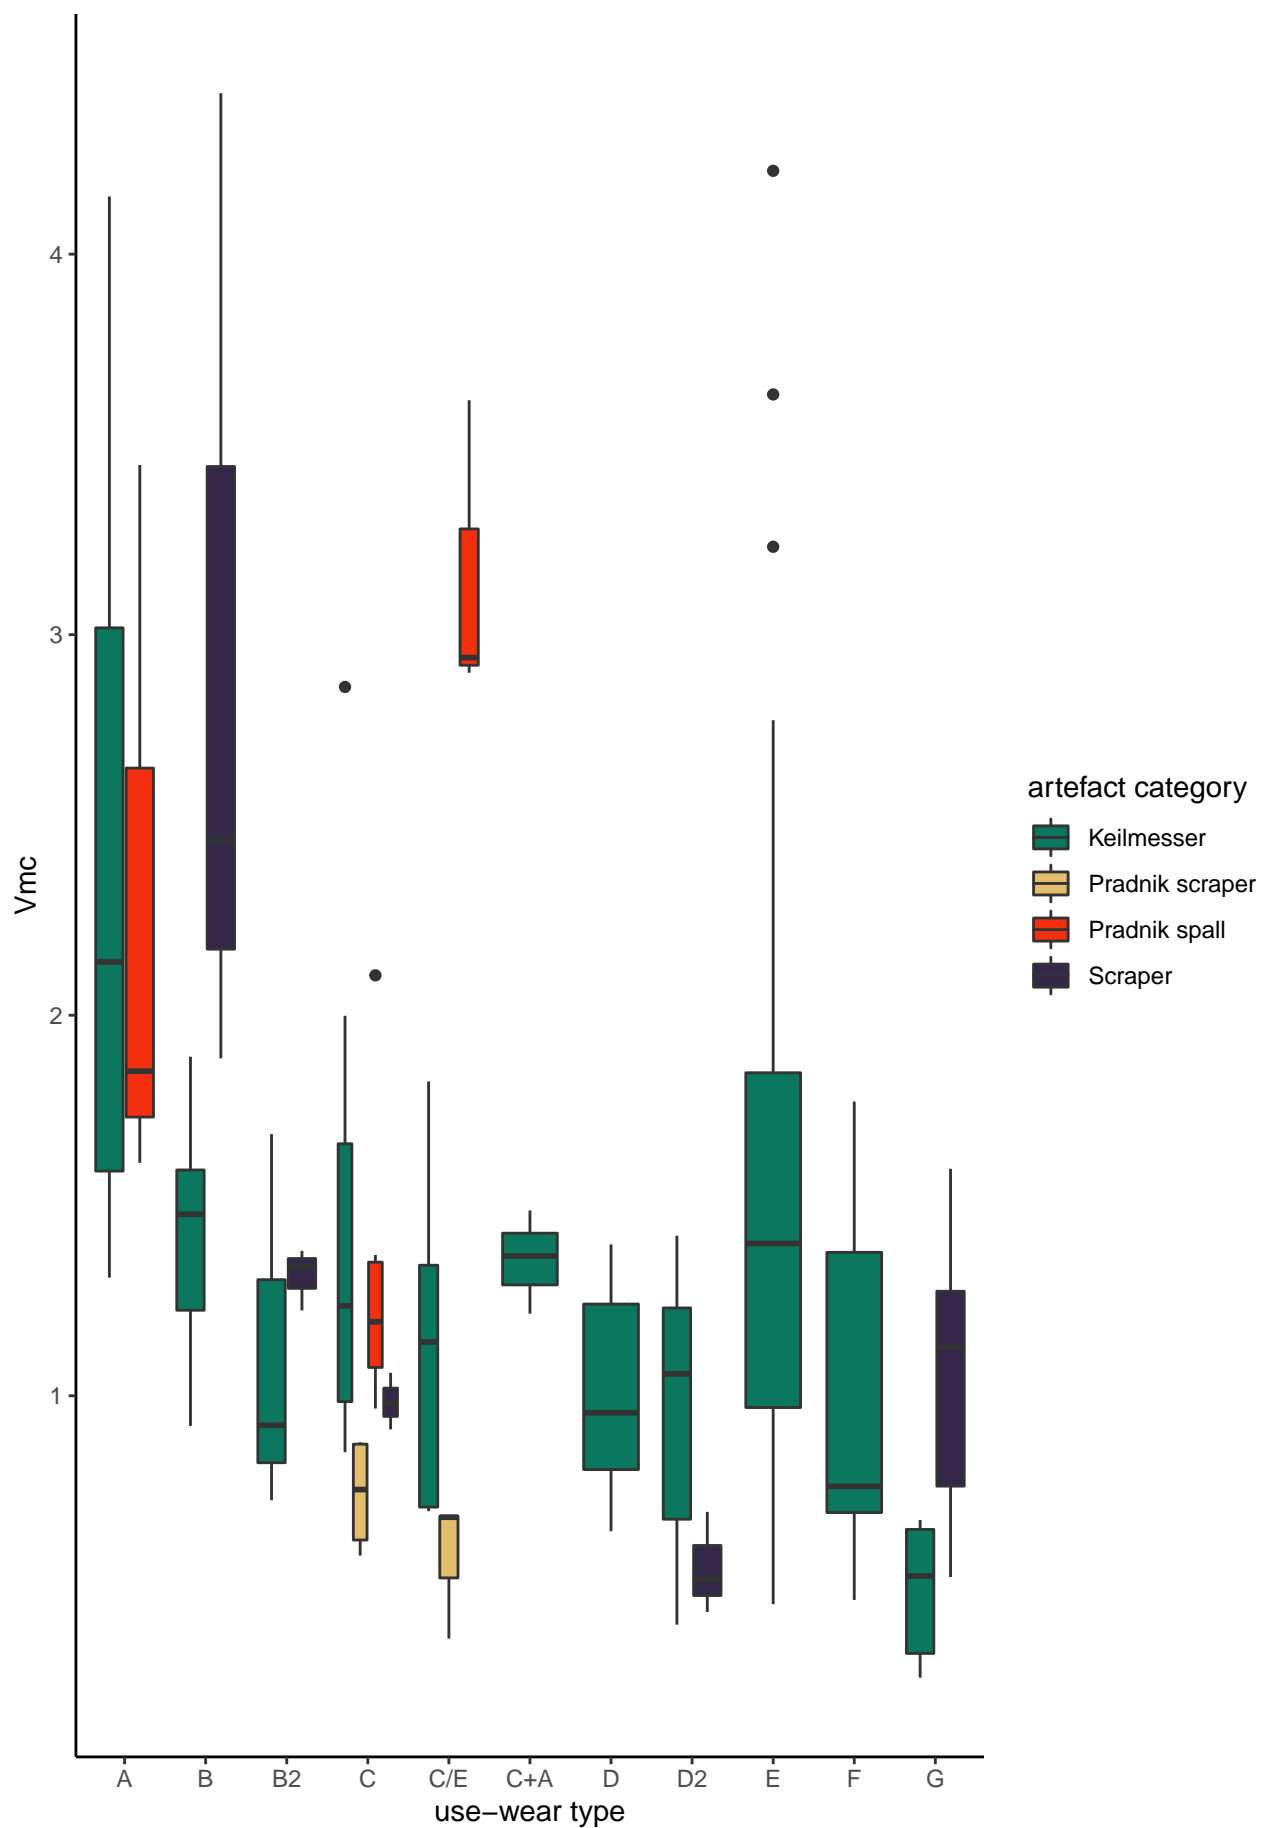 4
3
2
1
Vmc
A B B2 C C/E C+A D D2 E F G
use−wear type
artefact category
Keilmesser
Pradnik scraper
Pradnik spall
Scraper